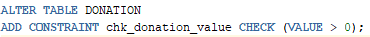 ALTER TABLE DONATION
ADD CONSTRAINT chk_donation_value CHECK (VALUE > 0);